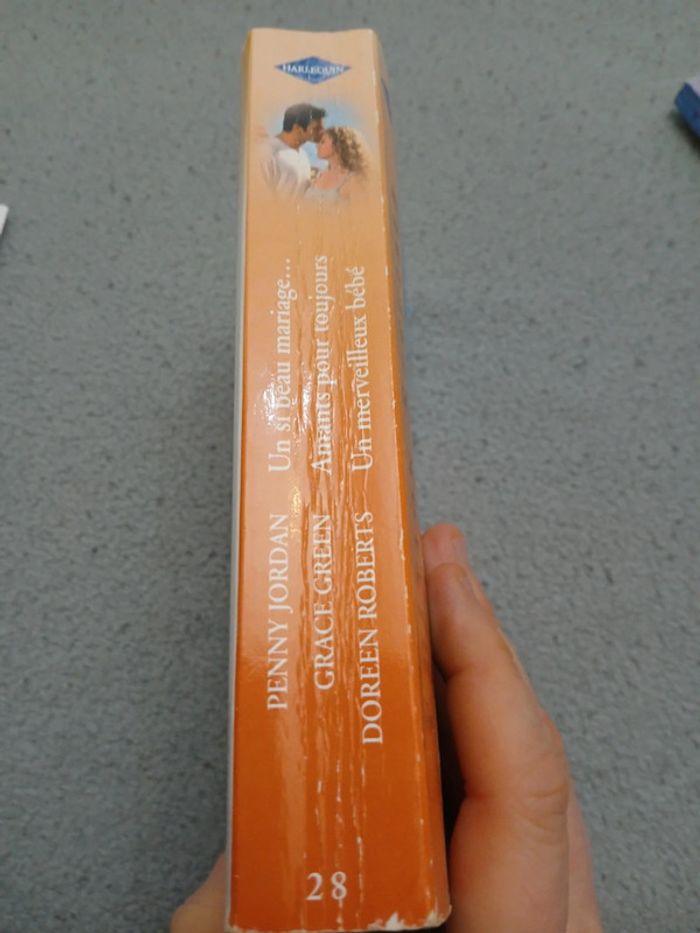 HARLEQUIN
PENNY JORDAN Un si beau mariage...
GRACE GREEN Amants pour toujours
DOREEN ROBERTS Un merveilleux bébé
28